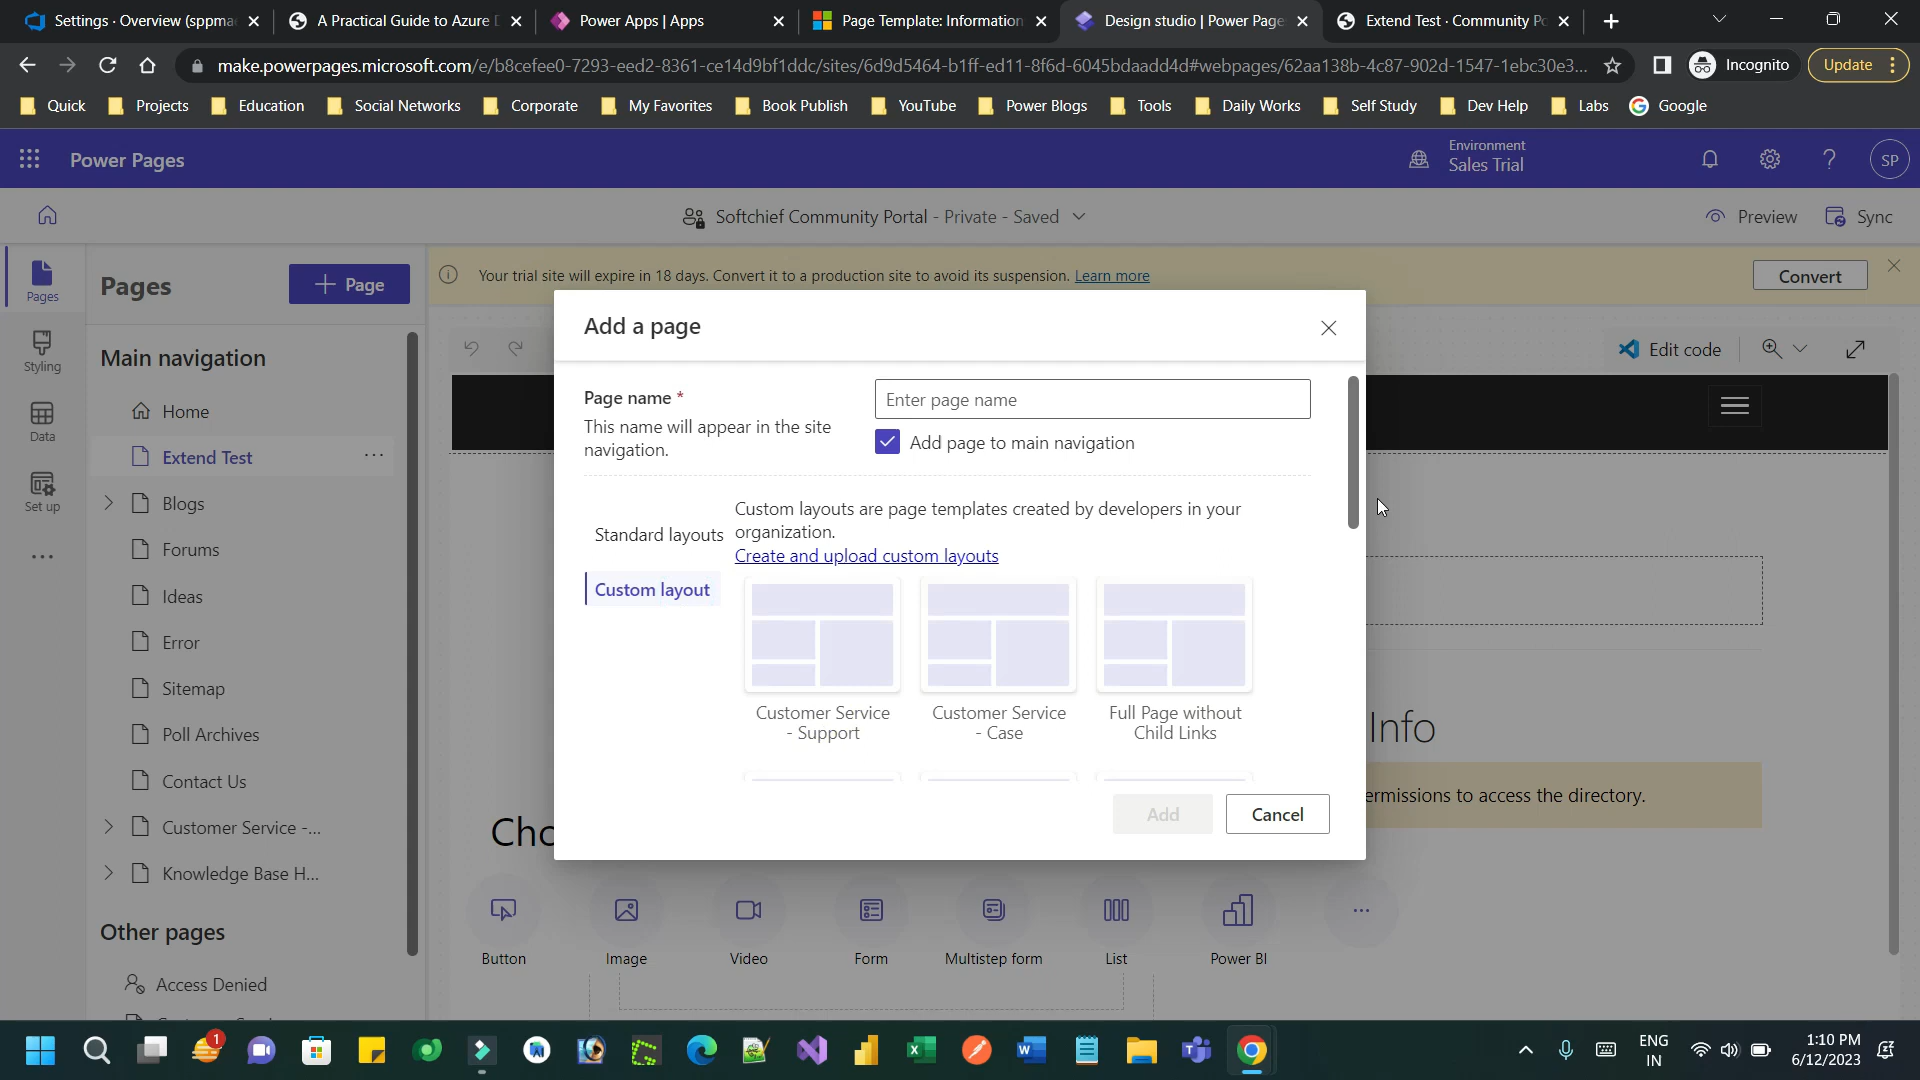 Settings · Overview (sppma
A Practical Guide to Azure D
Power Apps | Apps
Page Template: Information
Design studio | Power Page
Extend Test · Community Po
make.powerpages.microsoft.com/e/b8cefee0-7293-eed2-8361-ce14d9bf1ddc/sites/6d9d5464-b1ff-ed11-8f6d-6045bdaadd4d#webpages/62aa138b-4c87-902d-1547-1ebc30e3...
Incognito
Update
Quick
Projects
Education
Social Networks
Corporate
My Favorites
Book Publish
YouTube
Power Blogs
Tools
Daily Works
Self Study
Dev Help
Labs
Google
Power Pages
Environment
Sales Trial
SP
Softchief Community Portal - Private - Saved
Preview
Sync
Pages
Styling
Data
Set up
Pages
+ Page
Main navigation
Home
Extend Test
Blogs
Forums
Ideas
Error
Sitemap
Poll Archives
Contact Us
Customer Service -...
Knowledge Base H...
Other pages
Access Denied
Your trial site will expire in 18 days. Convert it to a production site to avoid its suspension. Learn more
Convert
Edit code
Add a page
Page name *
This name will appear in the site
navigation.
Enter page name
Add page to main navigation
Standard layouts
Custom layout
Custom layouts are page templates created by developers in your
organization.
Create and upload custom layouts
Customer Service
- Support
Customer Service
- Case
Full Page without
Child Links
Add
Cancel
Info
ermissions to access the directory.
Cho
Button
Image
Video
Form
Multistep form
List
Power BI
1
ENG
IN
1:10 PM
6/12/2023